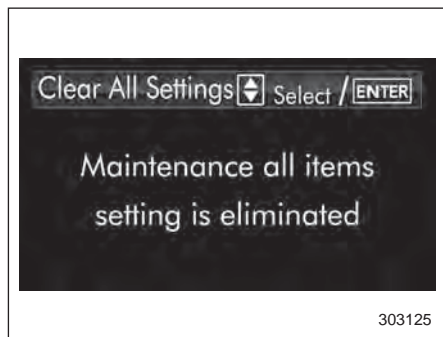 Clear All Settings Select / ENTER
Maintenance all items
setting is eliminated
303125